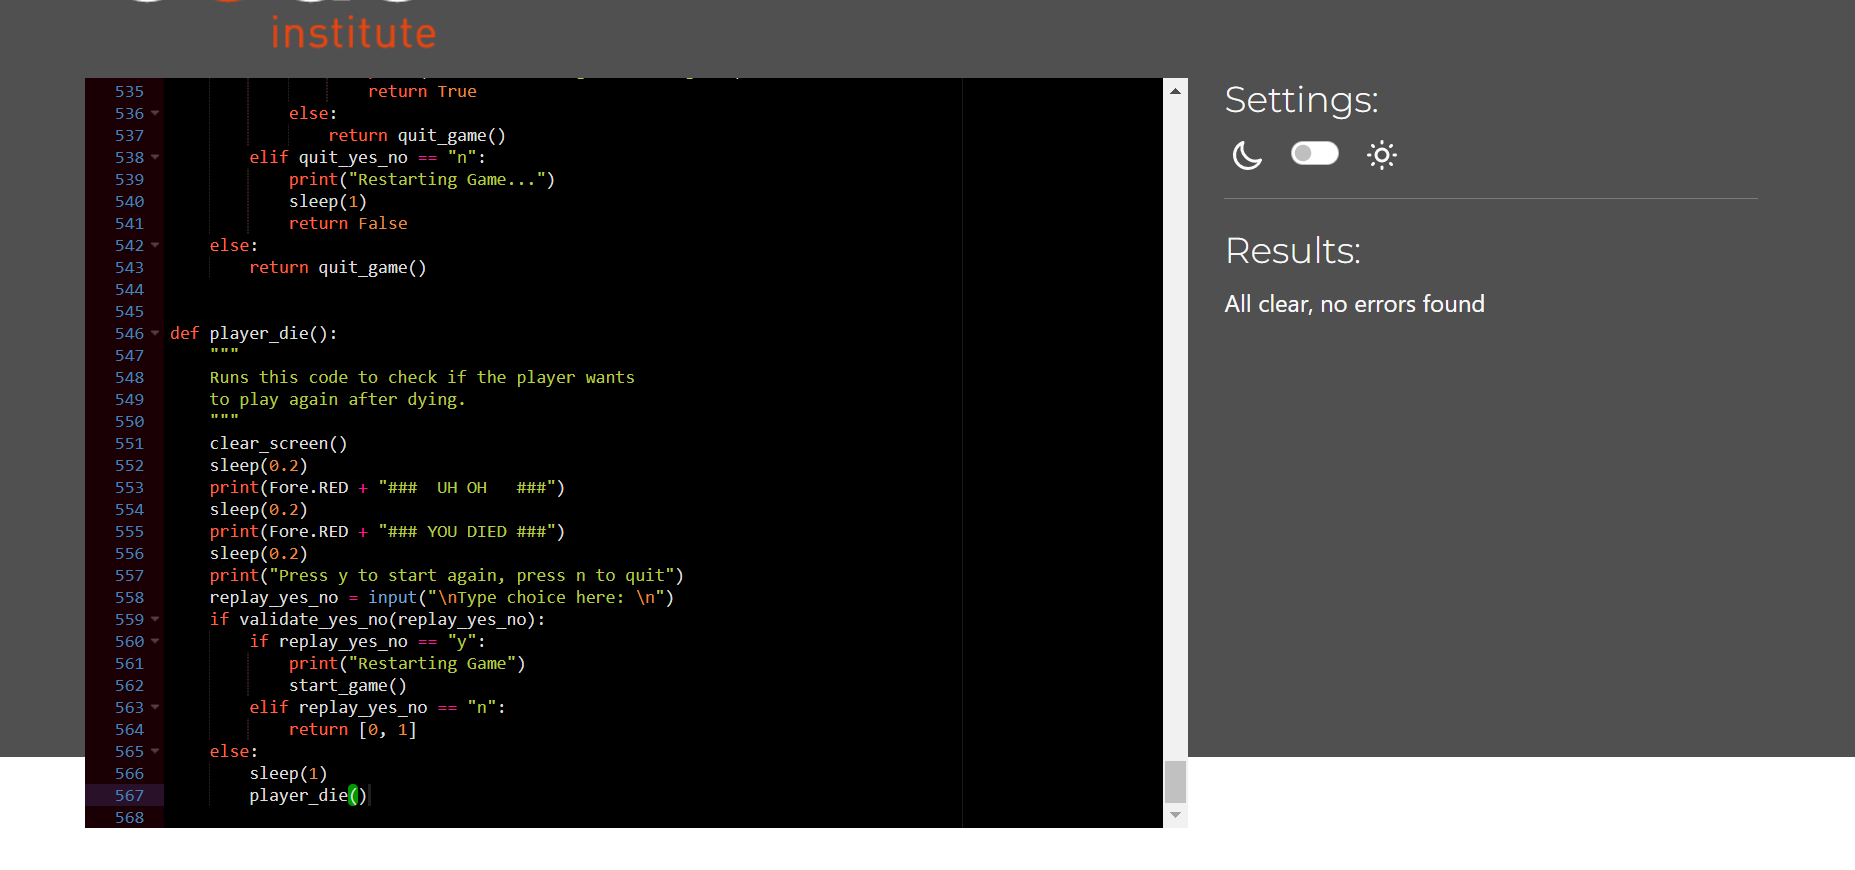 institute
535 return True
536 else:
537 return quit_game()
538 elif quit_yes_no == "n":
539 print("Restarting Game...")
540 sleep(1)
541 return False
542 else:
543 return quit_game()
544
545
546 def player_die():
547 """
548 Runs this code to check if the player wants
549 to play again after dying.
550 """
551 clear_screen()
552 sleep(0.2)
553 print(Fore.RED + "###  UH OH   ###")
554 sleep(0.2)
555 print(Fore.RED + "### YOU DIED ###")
556 sleep(0.2)
557 print("Press y to start again, press n to quit")
558 replay_yes_no = input("\nType choice here: \n")
559 if validate_yes_no(replay_yes_no):
560 if replay_yes_no == "y":
561 print("Restarting Game")
562 start_game()
563 elif replay_yes_no == "n":
564 return [0, 1]
565 else:
566 sleep(1)
567 player_die()
568
Settings:
Results:
All clear, no errors found